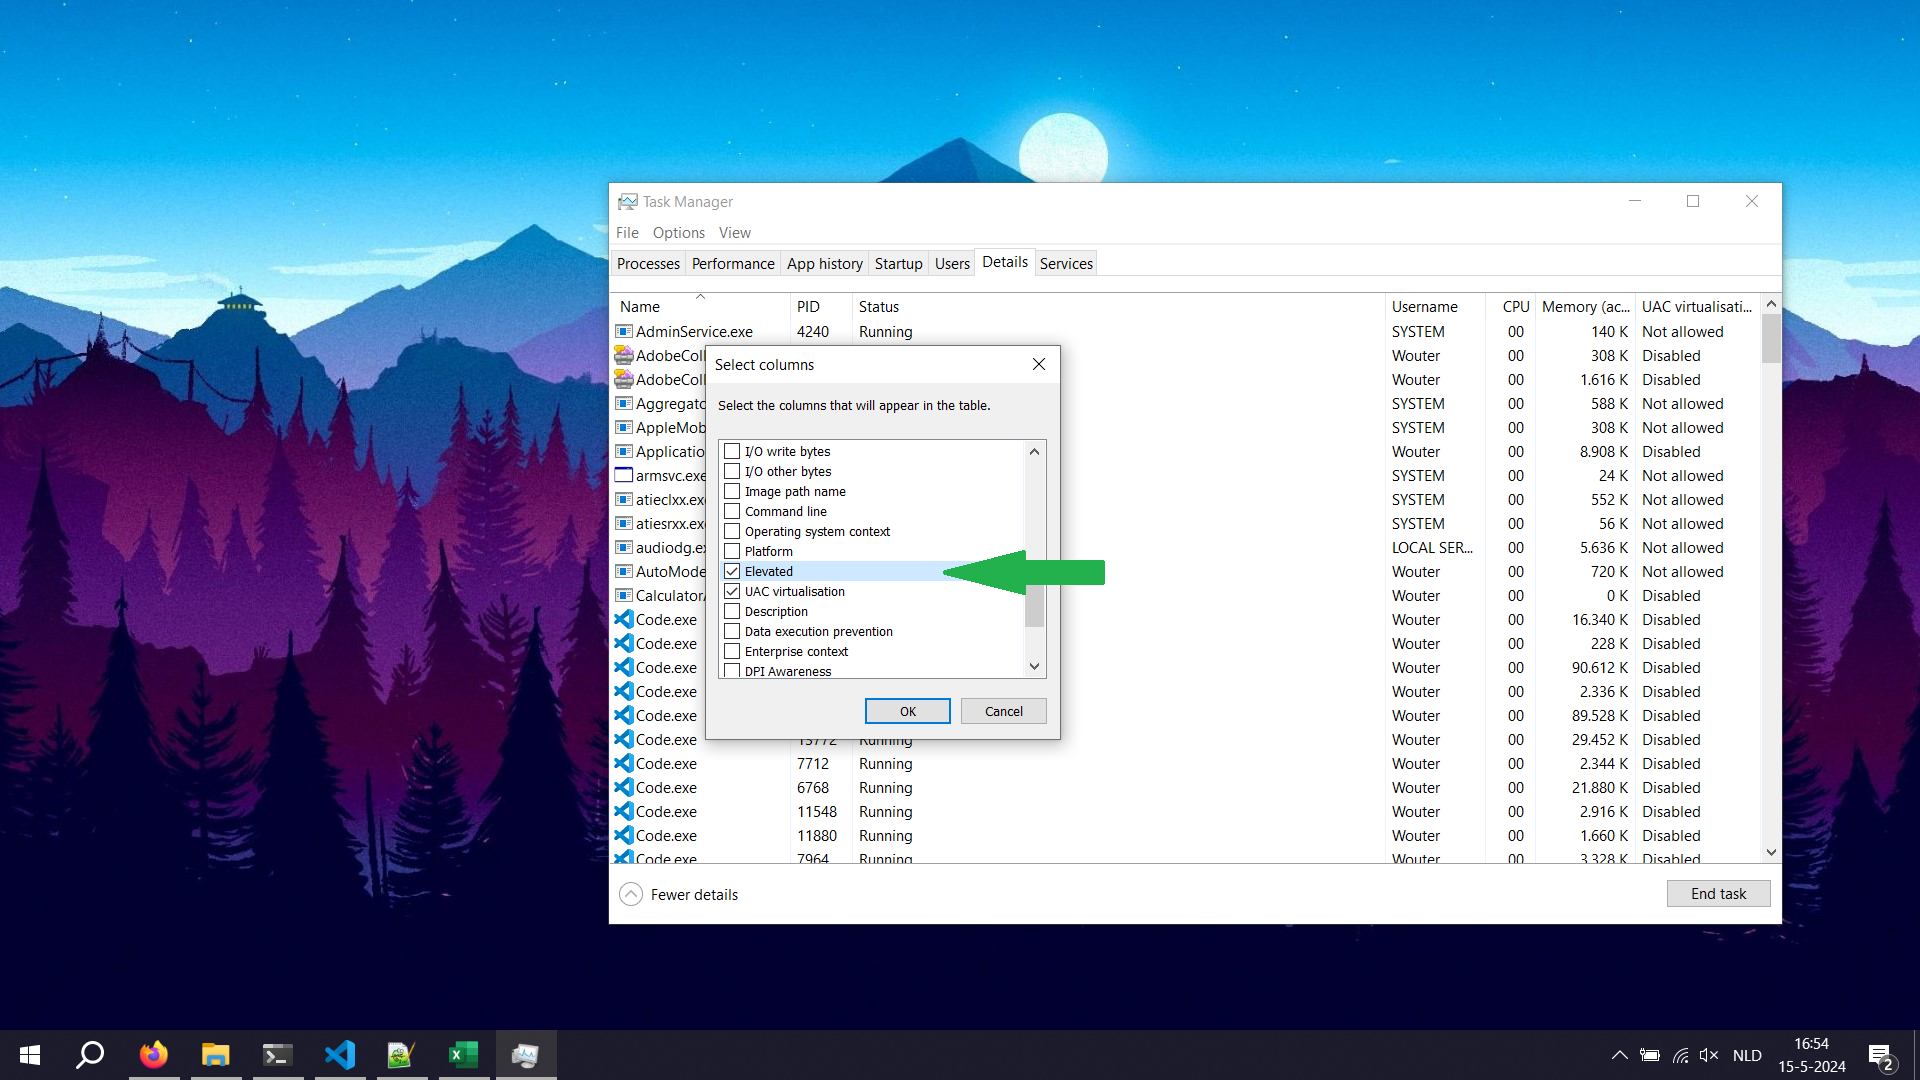 Task Manager
File Options View
Processes Performance App history Startup Users Details Services
Name PID Status Username CPU Memory (ac... UAC virtualisati...
AdminService.exe 4240 Running SYSTEM 00 140 K Not allowed
AdobeColl Wouter 00 308 K Disabled
AdobeColl Wouter 00 1.616 K Disabled
Aggregato SYSTEM 00 588 K Not allowed
AppleMob SYSTEM 00 308 K Not allowed
Applicatio Wouter 00 8.908 K Disabled
armsvc.exe SYSTEM 00 24 K Not allowed
atieclxx.exe SYSTEM 00 552 K Not allowed
atiesrxx.exe SYSTEM 00 56 K Not allowed
audiodg.ex LOCAL SER... 00 5.636 K Not allowed
AutoMode Wouter 00 720 K Not allowed
Calculator Wouter 00 0 K Disabled
Code.exe Wouter 00 16.340 K Disabled
Code.exe Wouter 00 228 K Disabled
Code.exe Wouter 00 90.612 K Disabled
Code.exe Wouter 00 2.336 K Disabled
Code.exe Wouter 00 89.528 K Disabled
Code.exe 13772 Running Wouter 00 29.452 K Disabled
Code.exe 7712 Running Wouter 00 2.344 K Disabled
Code.exe 6768 Running Wouter 00 21.880 K Disabled
Code.exe 11548 Running Wouter 00 2.916 K Disabled
Code.exe 11880 Running Wouter 00 1.660 K Disabled
Code.exe 7964 Running Wouter 00 3.328 K Disabled
Select columns
Select the columns that will appear in the table.
I/O write bytes
I/O other bytes
Image path name
Command line
Operating system context
Platform
Elevated
UAC virtualisation
Description
Data execution prevention
Enterprise context
DPI Awareness
OK Cancel
Fewer details End task
NLD
16:54
15-5-2024
2